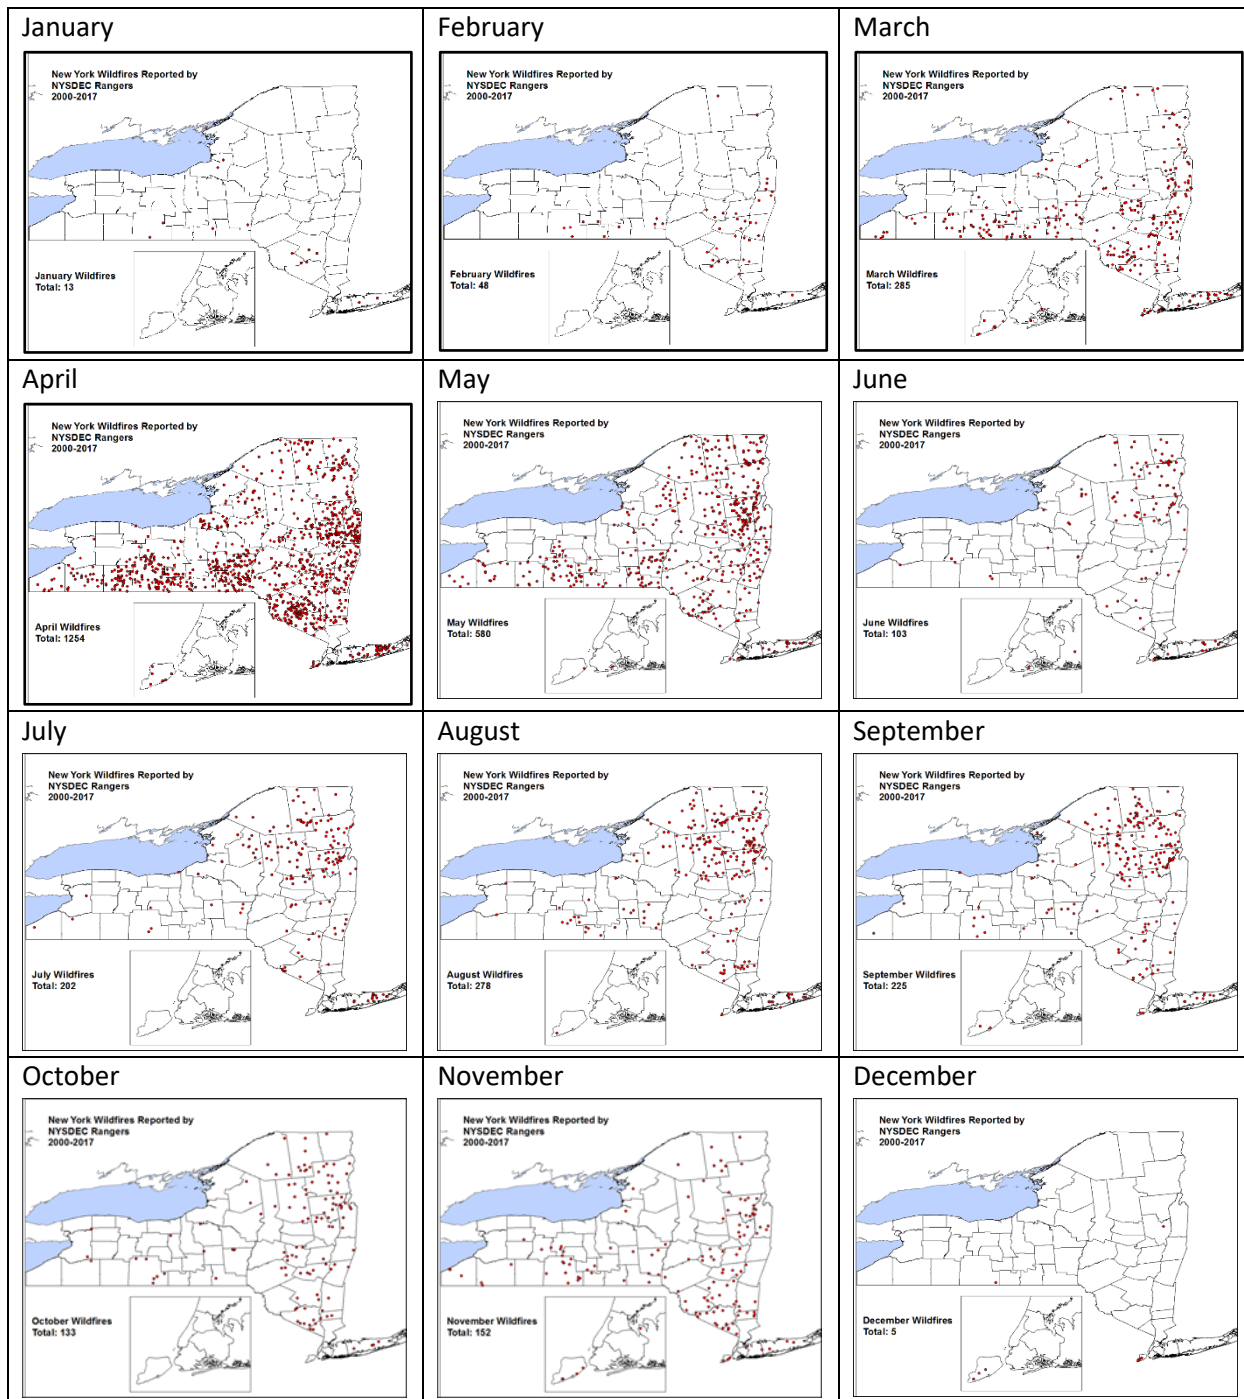 January
New York Wildfires Reported by
NYSDEC Rangers
2000-2017
January Wildfires
Total: 13
February
New York Wildfires Reported by
NYSDEC Rangers
2000-2017
February Wildfires
Total: 48
March
New York Wildfires Reported by
NYSDEC Rangers
2000-2017
March Wildfires
Total: 285
April
New York Wildfires Reported by
NYSDEC Rangers
2000-2017
April Wildfires
Total: 1254
May
New York Wildfires Reported by
NYSDEC Rangers
2000-2017
May Wildfires
Total: 580
June
New York Wildfires Reported by
NYSDEC Rangers
2000-2017
June Wildfires
Total: 103
July
New York Wildfires Reported by
NYSDEC Rangers
2000-2017
July Wildfires
Total: 202
August
New York Wildfires Reported by
NYSDEC Rangers
2000-2017
August Wildfires
Total: 278
September
New York Wildfires Reported by
NYSDEC Rangers
2000-2017
September Wildfires
Total: 225
October
New York Wildfires Reported by
NYSDEC Rangers
2000-2017
October Wildfires
Total: 133
November
New York Wildfires Reported by
NYSDEC Rangers
2000-2017
November Wildfires
Total: 152
December
New York Wildfires Reported by
NYSDEC Rangers
2000-2017
December Wildfires
Total: 5